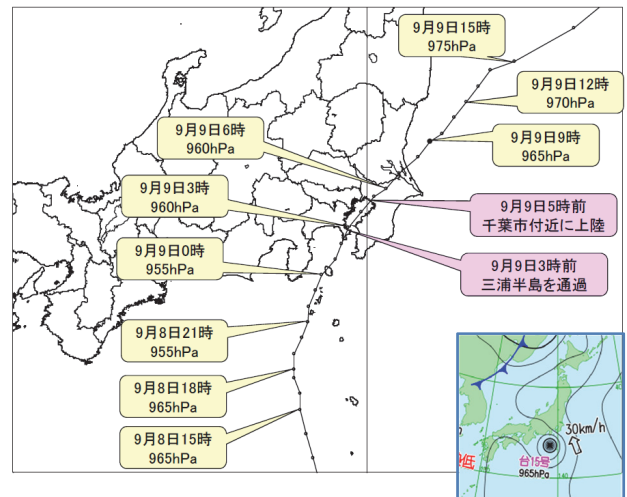 9月9日15時
975hPa
9月9日12時
970hPa
9月9日6時
960hPa
9月9日9時
965hPa
9月9日3時
960hPa
9月9日5時前
千葉市付近に上陸
9月9日0時
955hPa
9月9日3時前
三浦半島を通過
9月8日21時
955hPa
9月8日18時
965hPa
9月8日15時
965hPa
30km/h
台15号
965hPa
低
130
140